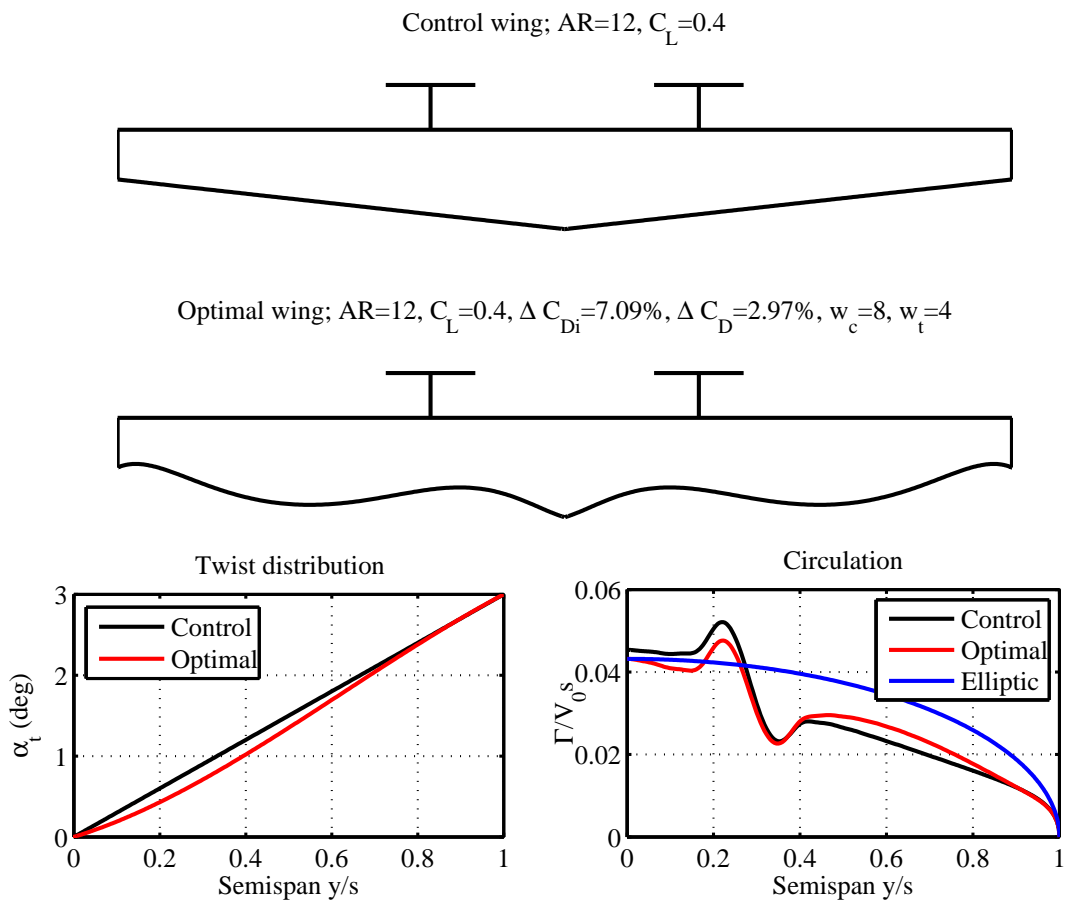 Control wing; AR=12, C_L=0.4
Optimal wing; AR=12, C_L=0.4, Δ C_Di=7.09%, Δ C_D=2.97%, w_c=8, w_t=4
Twist distribution
3
2
1
0
α_t (deg)
Control
Optimal
0 0.2 0.4 0.6 0.8 1
Semispan y/s
Circulation
0.06
0.04
0.02
0
Γ/V_0s
Control
Optimal
Elliptic
0 0.2 0.4 0.6 0.8 1
Semispan y/s